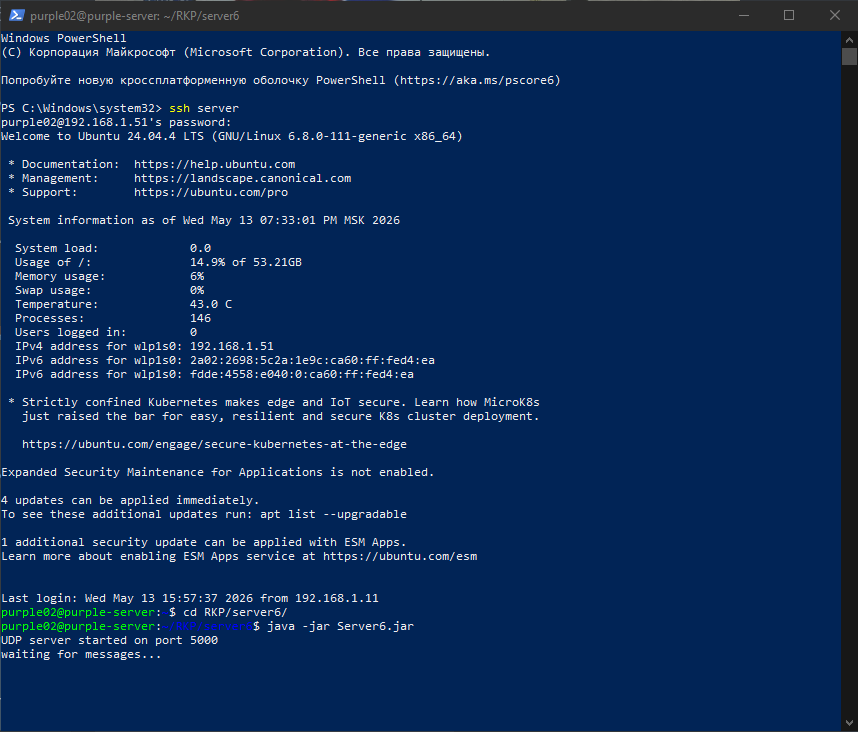 purple02@purple-server: ~/RKP/server6
Windows PowerShell
(C) Корпорация Майкрософт (Microsoft Corporation). Все права защищены.
Попробуйте новую кроссплатформенную оболочку PowerShell (https://aka.ms/pscore6)
PS C:\Windows\system32> ssh server
purple02@192.168.1.51's password:
Welcome to Ubuntu 24.04.4 LTS (GNU/Linux 6.8.0-111-generic x86_64)
* Documentation:  https://help.ubuntu.com
* Management:     https://landscape.canonical.com
* Support:        https://ubuntu.com/pro
System information as of Wed May 13 07:33:01 PM MSK 2026
System load:             0.0
Usage of /:              14.9% of 53.21GB
Memory usage:            6%
Swap usage:              0%
Temperature:             43.0 C
Processes:               146
Users logged in:         0
IPv4 address for wlp1s0: 192.168.1.51
IPv6 address for wlp1s0: 2a02:2698:5c2a:1e9c:ca60:ff:fed4:ea
IPv6 address for wlp1s0: fdde:4558:e040:0:ca60:ff:fed4:ea
* Strictly confined Kubernetes makes edge and IoT secure. Learn how MicroK8s
just raised the bar for easy, resilient and secure K8s cluster deployment.
https://ubuntu.com/engage/secure-kubernetes-at-the-edge
Expanded Security Maintenance for Applications is not enabled.
4 updates can be applied immediately.
To see these additional updates run: apt list --upgradable
1 additional security update can be applied with ESM Apps.
Learn more about enabling ESM Apps service at https://ubuntu.com/esm
Last login: Wed May 13 15:57:37 2026 from 192.168.1.11
purple02@purple-server:~$ cd RKP/server6/
purple02@purple-server:~/RKP/server6$ java -jar Server6.jar
UDP server started on port 5000
waiting for messages...